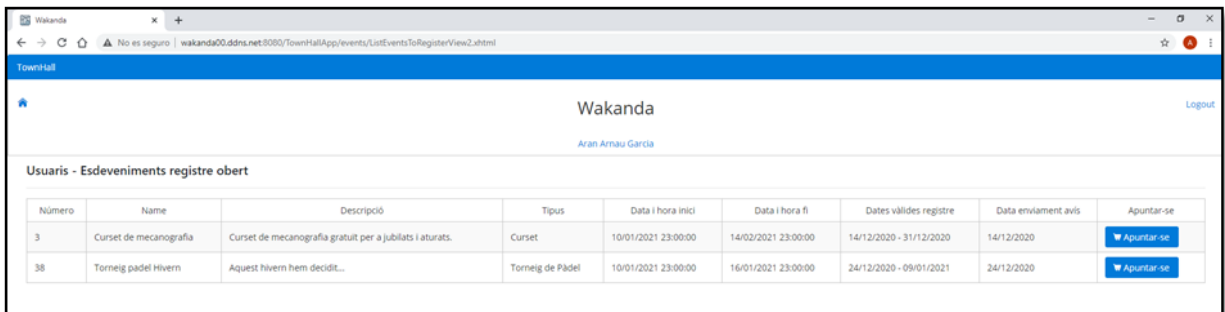 Wakanda
No es seguro | wakanda00.ddns.net:8080/TownHallApp/events/ListEventsToRegisterView2.xhtml
A
TownHall
Wakanda
Logout
Aran Arnau Garcia
Usuaris - Esdeveniments registre obert
Número Name Descripció Tipus Data i hora inici Data i hora fi Dates vàlides registre Data enviament avís Apuntar-se
3 Curset de mecanografia Curset de mecanografia gratuït per a jubilats i aturats. Curset 10/01/2021 23:00:00 14/02/2021 23:00:00 14/12/2020 - 31/12/2020 14/12/2020 Apuntar-se
38 Torneig padel Hivern Aquest hivern hem decidit... Torneig de Pàdel 10/01/2021 23:00:00 16/01/2021 23:00:00 24/12/2020 - 09/01/2021 24/12/2020 Apuntar-se